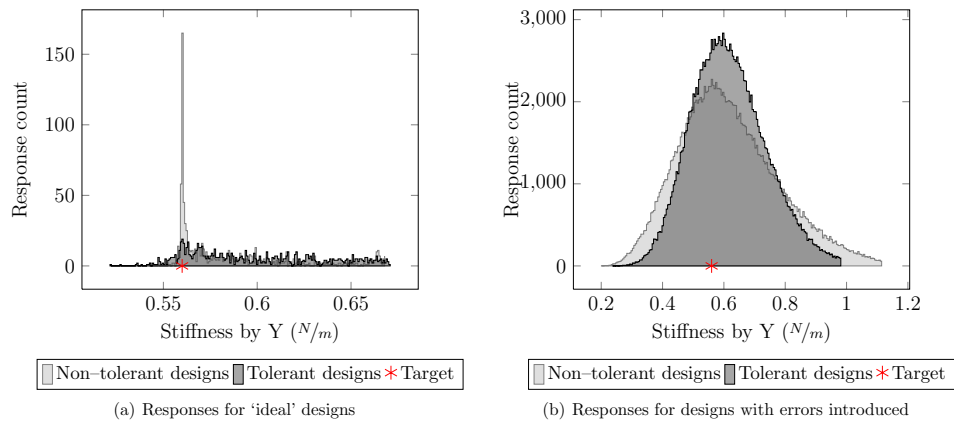 150
100
50
0
Response count
0.55
0.6
0.65
Stiffness by Y (N/m)
Non–tolerant designs Tolerant designs Target
(a) Responses for ‘ideal’ designs
3,000
2,000
1,000
0
Response count
0.2
0.4
0.6
0.8
1
1.2
Stiffness by Y (N/m)
Non–tolerant designs Tolerant designs Target
(b) Responses for designs with errors introduced